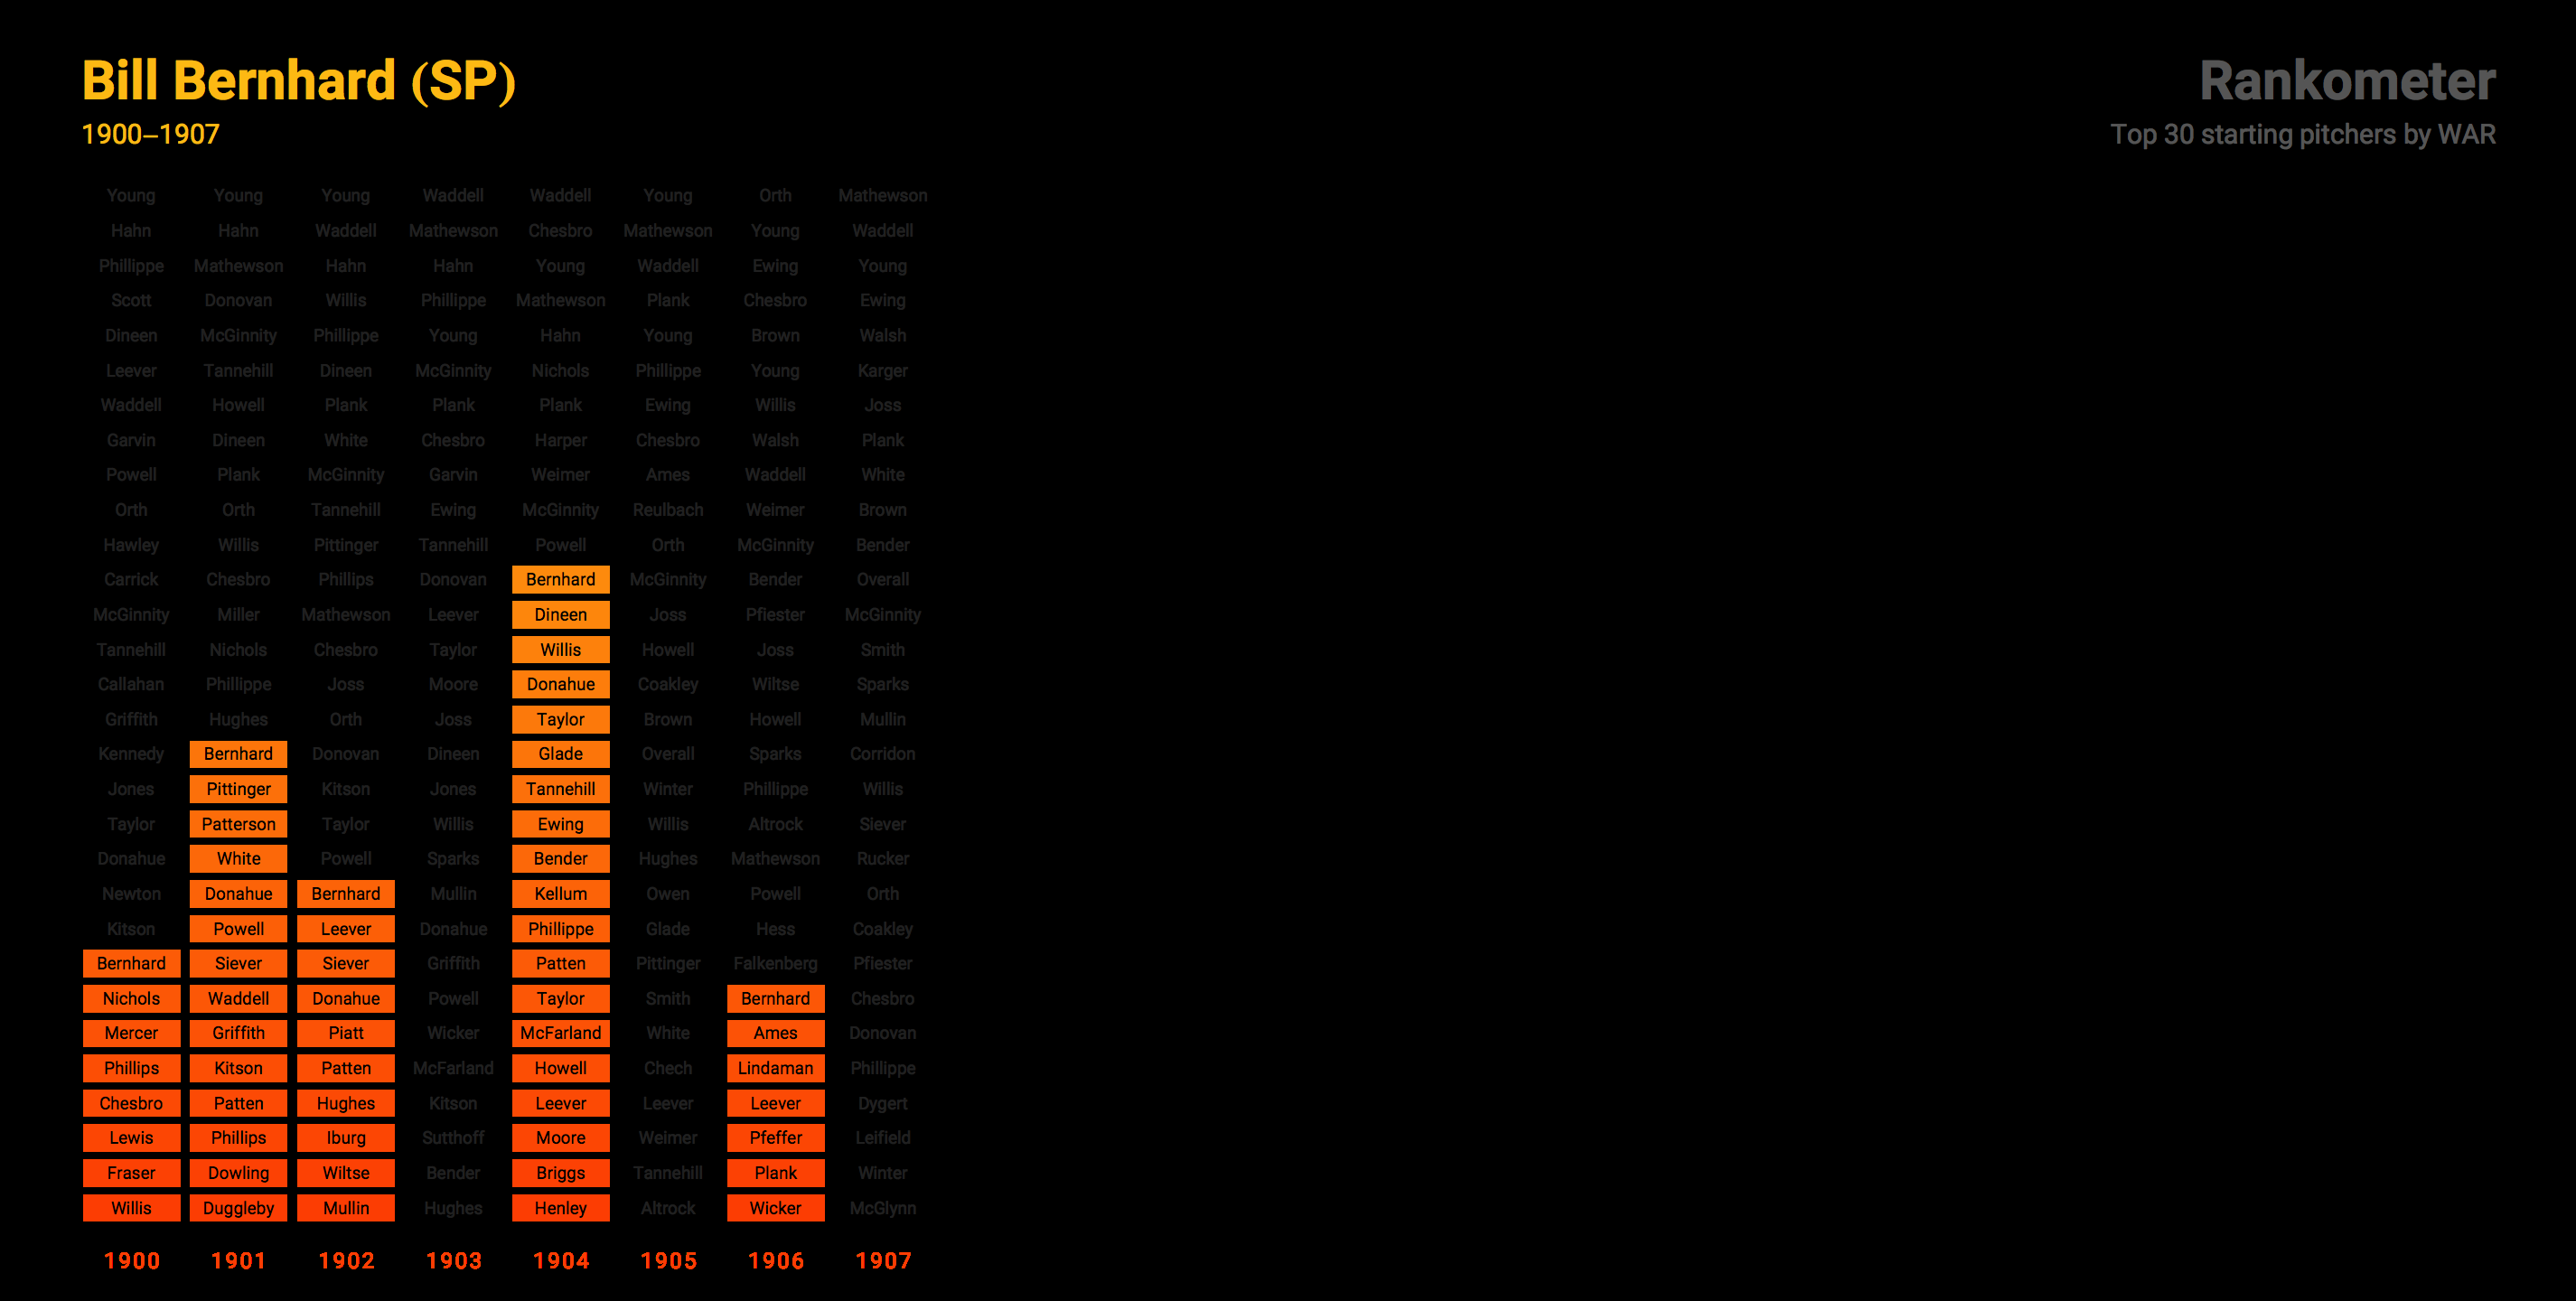 Bill Bernhard (SP)
1900–1907
Rankometer
Top 30 starting pitchers by WAR
Young Young Young Waddell Waddell Young Orth Mathewson
Hahn Hahn Waddell Mathewson Chesbro Mathewson Young Waddell
Phillippe Mathewson Hahn Hahn Young Waddell Ewing Young
Scott Donovan Willis Phillippe Mathewson Plank Chesbro Ewing
Dineen McGinnity Phillippe Young Hahn Young Brown Walsh
Leever Tannehill Dineen McGinnity Nichols Phillippe Young Karger
Waddell Howell Plank Plank Plank Ewing Willis Joss
Garvin Dineen White Chesbro Harper Chesbro Walsh Plank
Powell Plank McGinnity Garvin Weimer Ames Waddell White
Orth Orth Tannehill Ewing McGinnity Reulbach Weimer Brown
Hawley Willis Pittinger Tannehill Powell Orth McGinnity Bender
Carrick Chesbro Phillips Donovan Bernhard McGinnity Bender Overall
McGinnity Miller Mathewson Leever Dineen Joss Pfiester McGinnity
Tannehill Nichols Chesbro Taylor Willis Howell Joss Smith
Callahan Phillippe Joss Moore Donahue Coakley Wiltse Sparks
Griffith Hughes Orth Joss Taylor Brown Howell Mullin
Kennedy Bernhard Donovan Dineen Glade Overall Sparks Corridon
Jones Pittinger Kitson Jones Tannehill Winter Phillippe Willis
Taylor Patterson Taylor Willis Ewing Willis Altrock Siever
Donahue White Powell Sparks Bender Hughes Mathewson Rucker
Newton Donahue Bernhard Mullin Kellum Owen Powell Orth
Kitson Powell Leever Donahue Phillippe Glade Hess Coakley
Bernhard Siever Siever Griffith Patten Pittinger Falkenberg Pfiester
Nichols Waddell Donahue Powell Taylor Smith Bernhard Chesbro
Mercer Griffith Piatt Wicker McFarland White Ames Donovan
Phillips Kitson Patten McFarland Howell Chech Lindaman Phillippe
Chesbro Patten Hughes Kitson Leever Leever Leever Dygert
Lewis Phillips Iburg Sutthoff Moore Weimer Pfeffer Leifield
Fraser Dowling Wiltse Bender Briggs Tannehill Plank Winter
Willis Duggleby Mullin Hughes Henley Altrock Wicker McGlynn
1900 1901 1902 1903 1904 1905 1906 1907